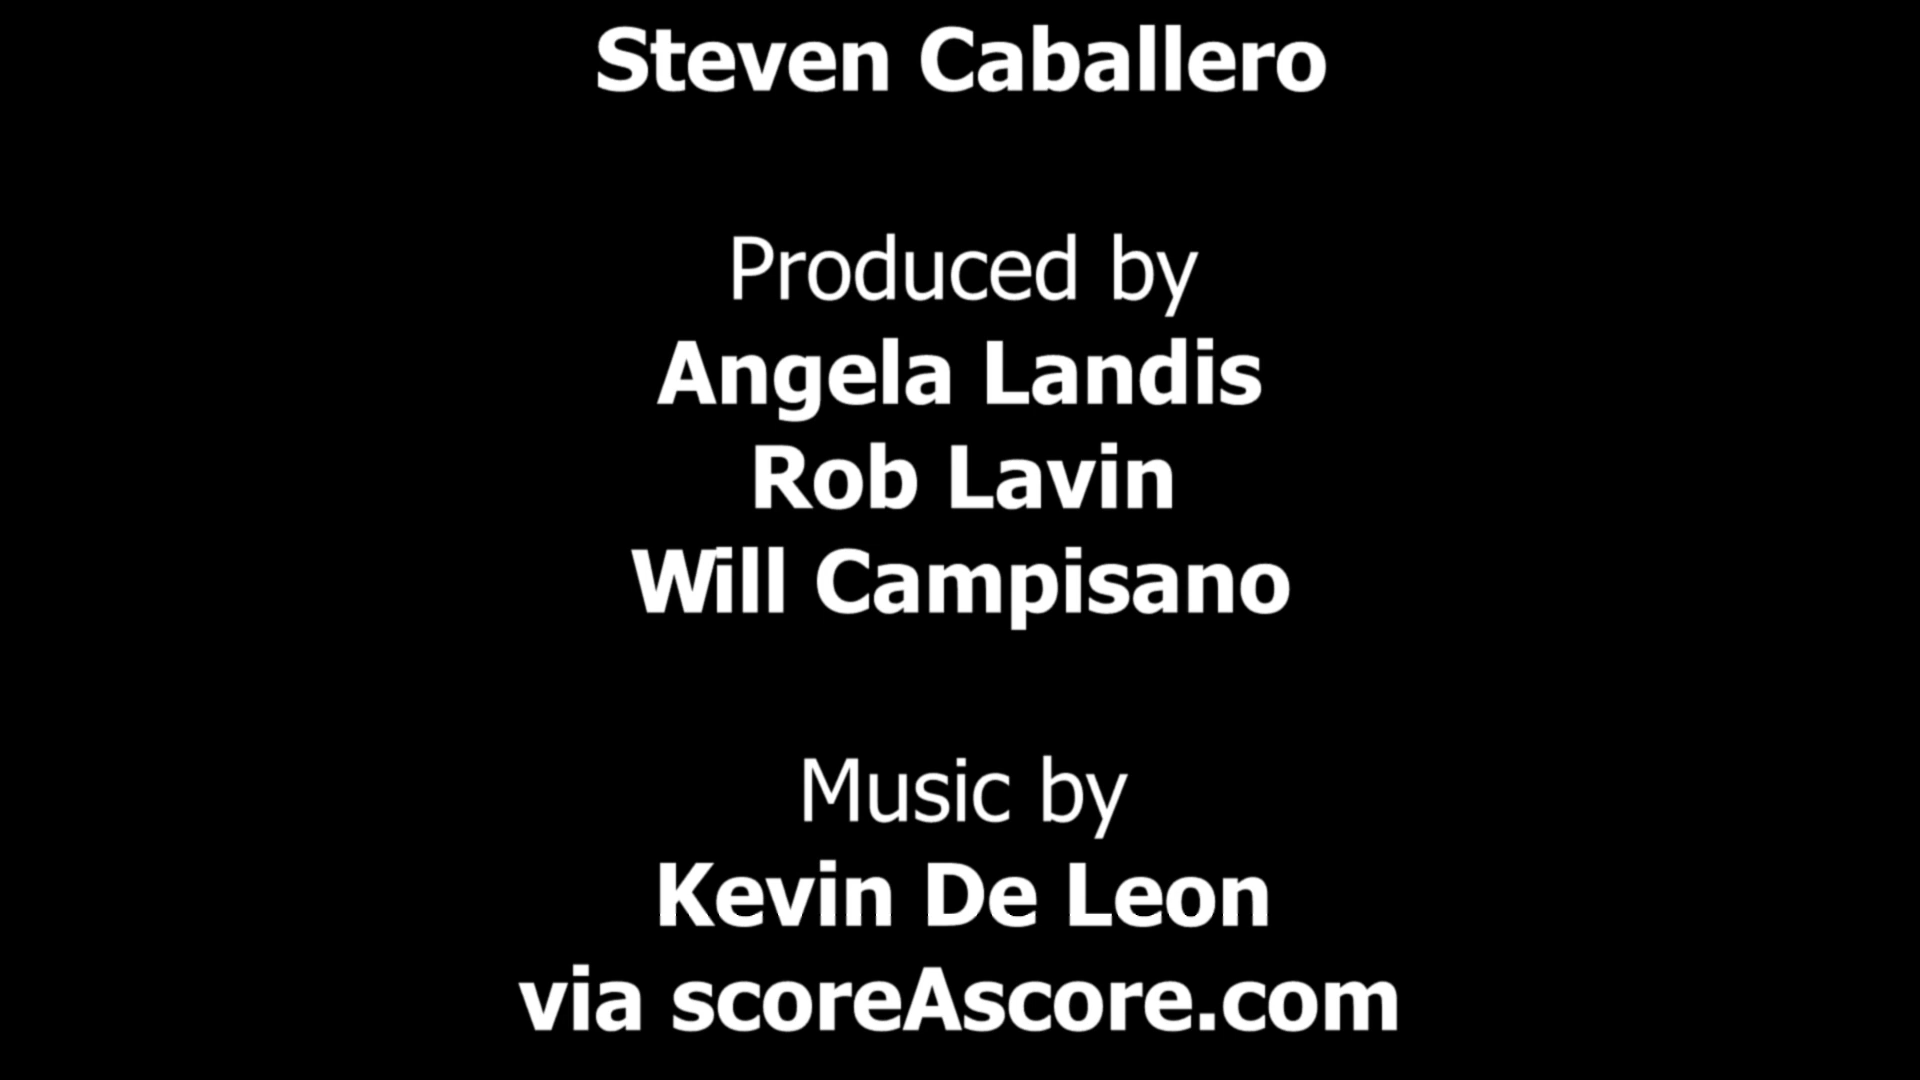 Steven Caballero
Produced by
Angela Landis
Rob Lavin
Will Campisano
Music by
Kevin De Leon
via scoreAscore.com